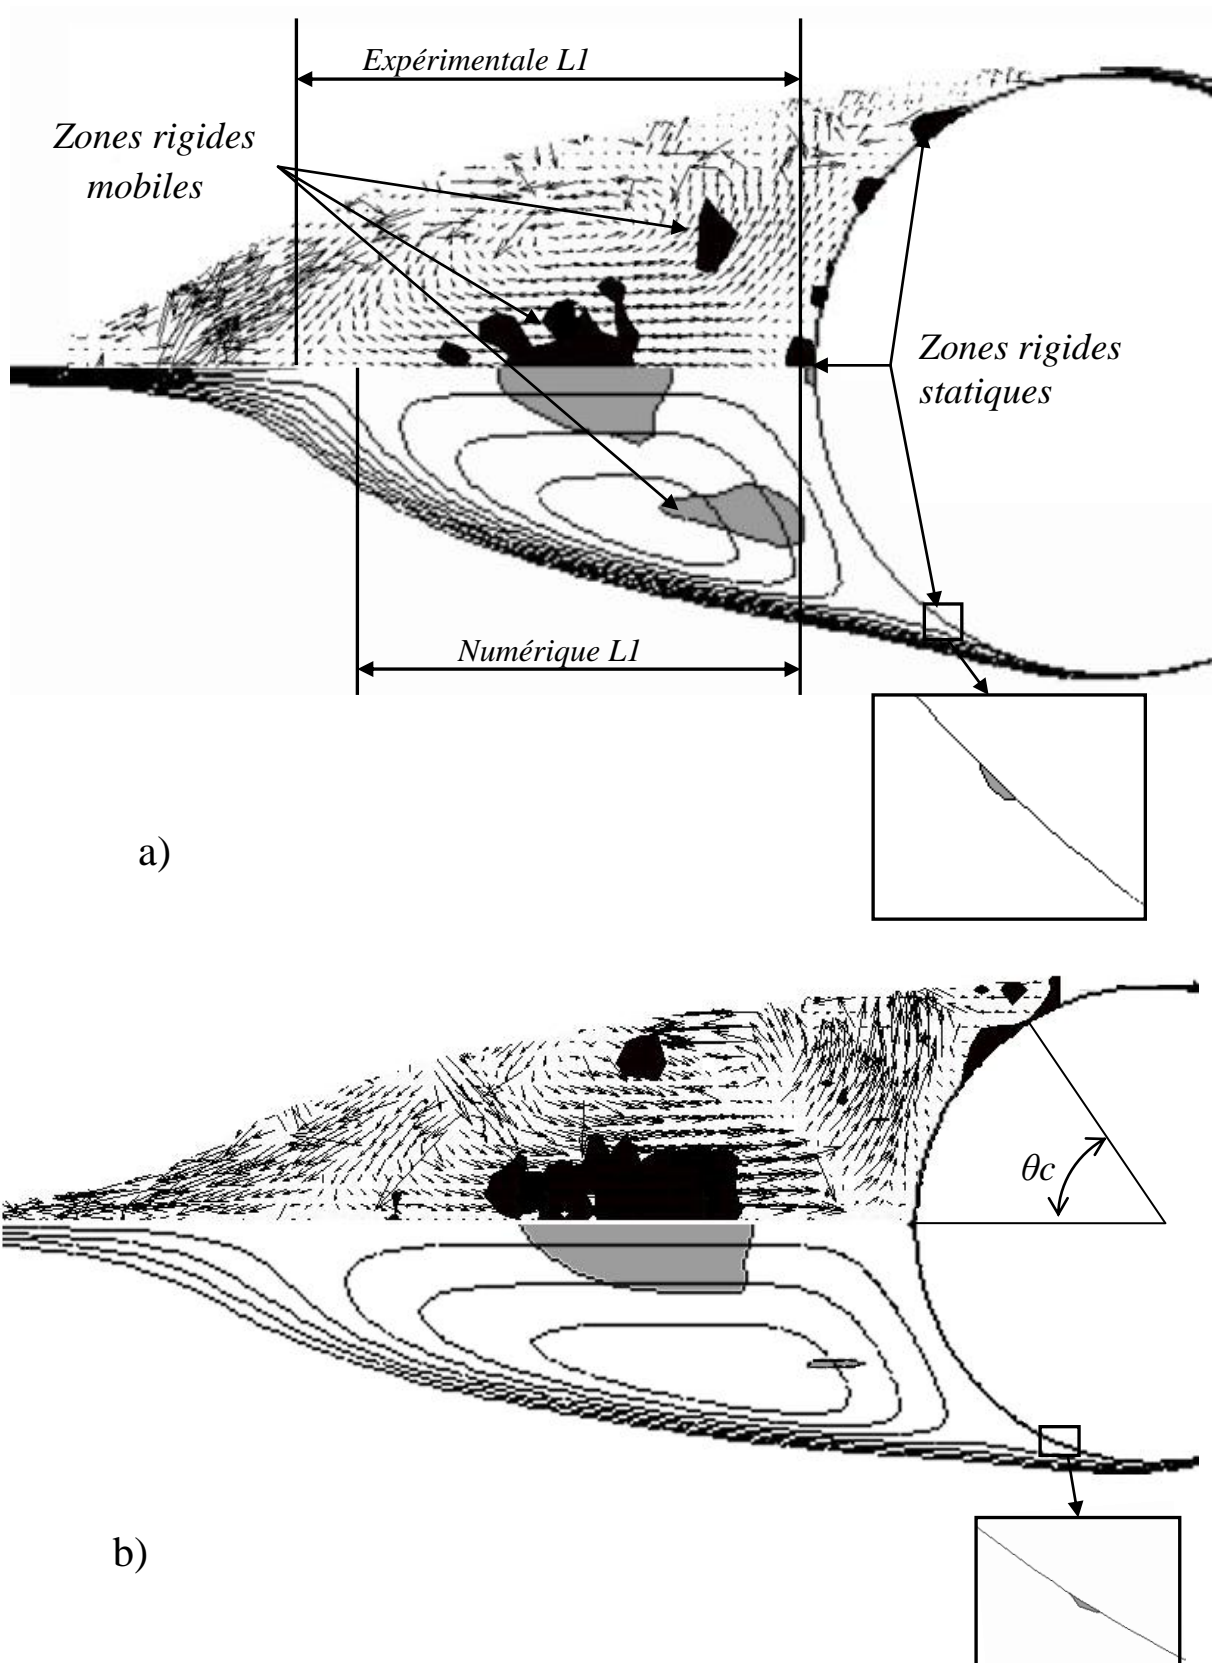 Expérimentale L1
Zones rigides
mobiles
Zones rigides
statiques
Numérique L1
a)
θc
b)